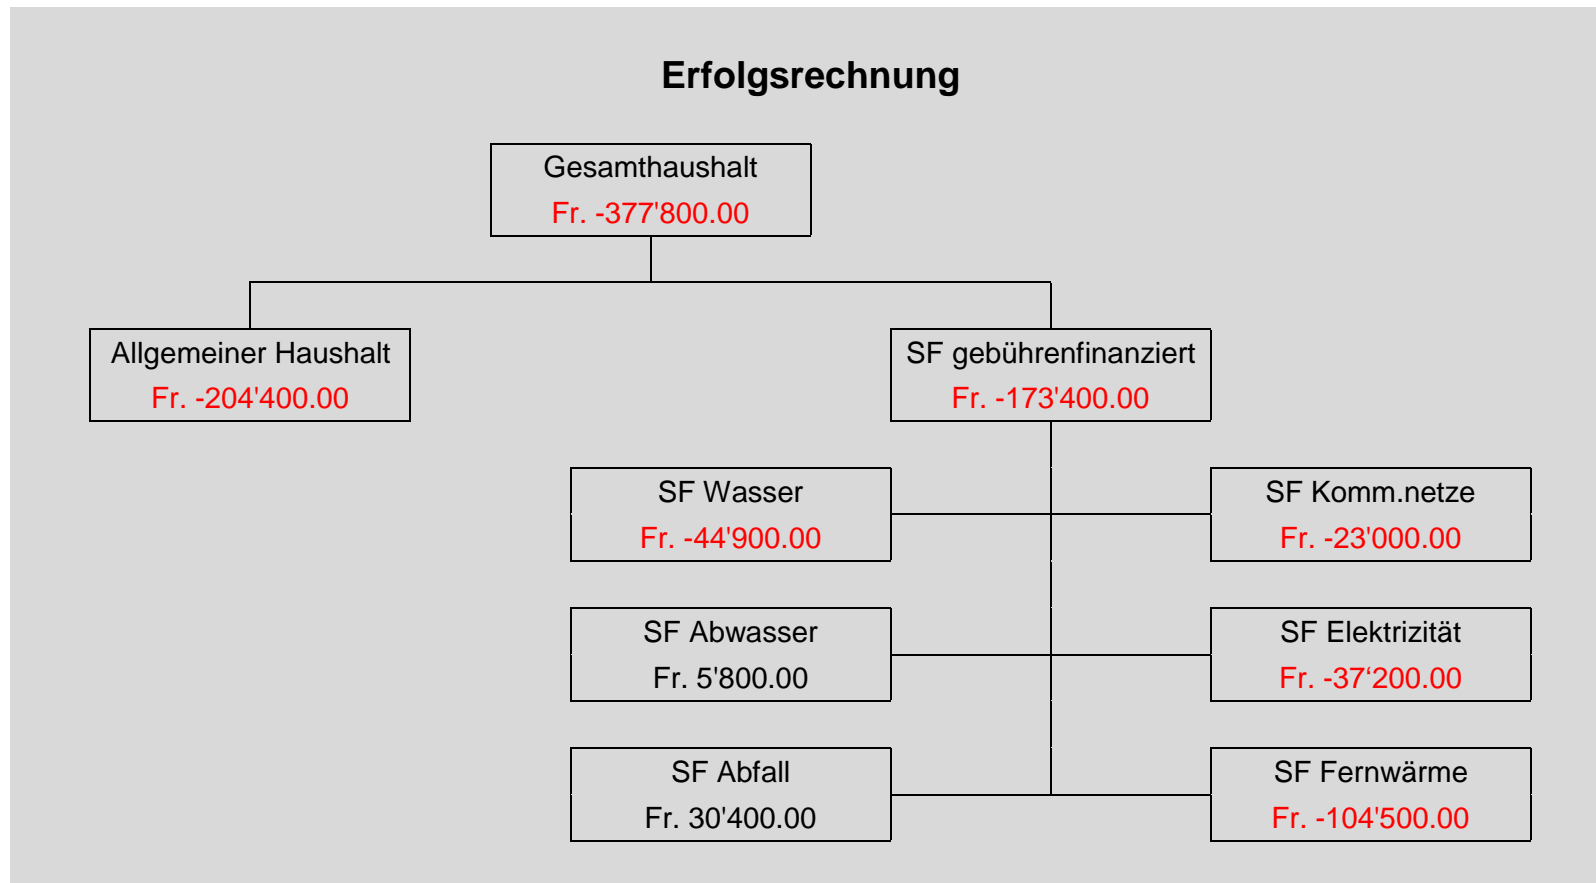 Erfolgsrechnung
Gesamthaushalt
Fr. -377'800.00
Allgemeiner Haushalt
Fr. -204'400.00
SF gebührenfinanziert
Fr. -173'400.00
SF Wasser
Fr. -44'900.00
SF Komm.netze
Fr. -23'000.00
SF Abwasser
Fr. 5'800.00
SF Elektrizität
Fr. -37‘200.00
SF Abfall
Fr. 30'400.00
SF Fernwärme
Fr. -104'500.00